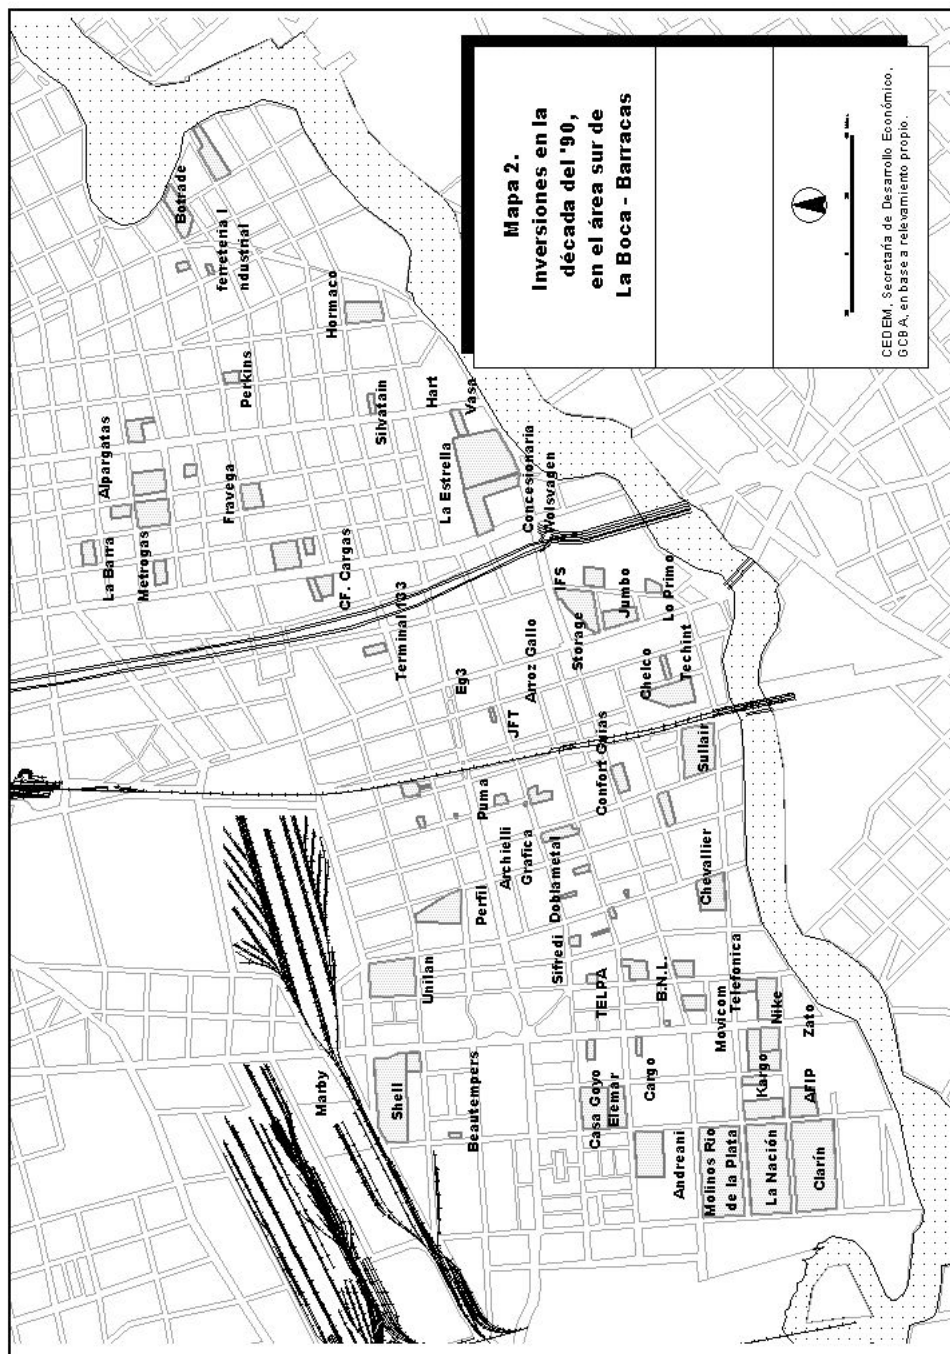 Mapa 2.
Inversiones en la
década del '90,
en el área sur de
La Boca - Barracas
CEDEM, Secretaría de Desarrollo Económico,
GCBA, en base a relevamiento propio.
Botrade
ferreteria I
ndustrial
Hormaco
Perkins
Alpargatas
Silvatain
Hart
Vasa
La Estrella
Fravega
La Barra
Metrogas
CF. Cargas
Concesionaria
Wolsvagen
Terminal 133
IFS
Storage
Jumbo
Lo Primo
Arroz Gallo
Eg3
JFT
Chelco
Techint
Confort Guias
Sullair
Puma
Archielli
Grafica
Doblametal
Chevallier
Perfil
Sifredi
Unilan
TELPA
B.N.L.
Movicom
Telefonica
Nike
Zato
Marby
Shell
Beautempers
Casa Goyo
Elemar
Cargo
Kargo
AFIP
Andreani
Molinos Rio
de la Plata
La Nación
Clarín